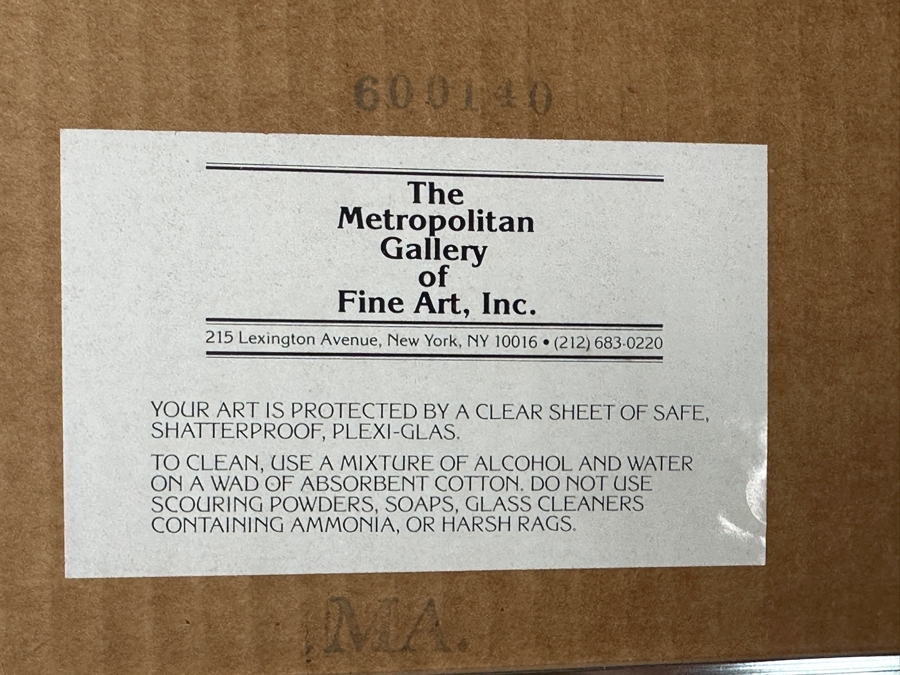 600140
The
Metropolitan
Gallery
of
Fine Art, Inc.
215 Lexington Avenue, New York, NY 10016 • (212) 683-0220
YOUR ART IS PROTECTED BY A CLEAR SHEET OF SAFE,
SHATTERPROOF, PLEXI-GLAS.
TO CLEAN, USE A MIXTURE OF ALCOHOL AND WATER
ON A WAD OF ABSORBENT COTTON. DO NOT USE
SCOURING POWDERS, SOAPS, GLASS CLEANERS
CONTAINING AMMONIA, OR HARSH RAGS.
MA.